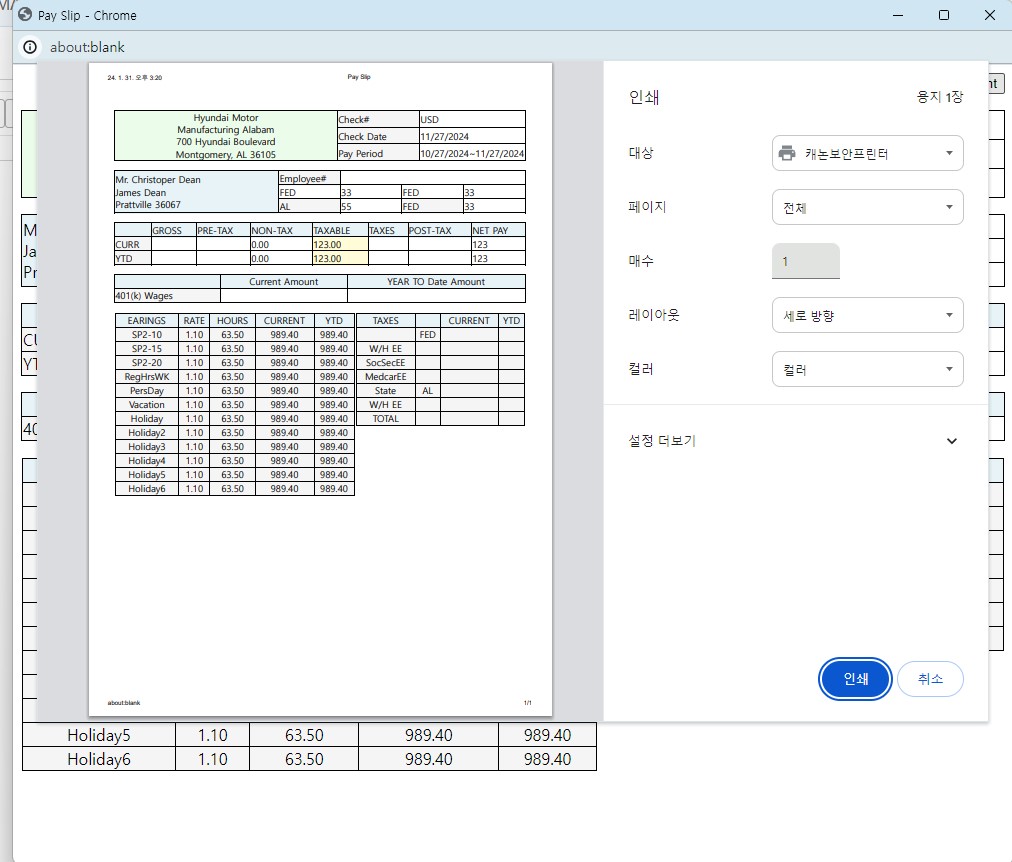 Pay Slip - Chrome
about:blank
24. 1. 31. 오후 3:20 Pay Slip
Hyundai Motor
Manufacturing Alabam
700 Hyundai Boulevard
Montgomery, AL 36105
Check# USD
Check Date 11/27/2024
Pay Period 10/27/2024~11/27/2024
Mr. Christoper Dean
James Dean
Prattville 36067
Employee#
FED 33 FED 33
AL 55 FED 33
GROSS PRE-TAX NON-TAX TAXABLE TAXES POST-TAX NET PAY
CURR 0.00 123.00 123
YTD 0.00 123.00 123
Current Amount YEAR TO Date Amount
401(k) Wages
EARINGS RATE HOURS CURRENT YTD TAXES CURRENT YTD
SP2-10 1.10 63.50 989.40 989.40 FED
SP2-15 1.10 63.50 989.40 989.40 W/H EE
SP2-20 1.10 63.50 989.40 989.40 SocSecEE
RegHrsWK 1.10 63.50 989.40 989.40 MedcarEE
PersDay 1.10 63.50 989.40 989.40 State AL
Vacation 1.10 63.50 989.40 989.40 W/H EE
Holiday 1.10 63.50 989.40 989.40 TOTAL
Holiday2 1.10 63.50 989.40 989.40
Holiday3 1.10 63.50 989.40 989.40
Holiday4 1.10 63.50 989.40 989.40
Holiday5 1.10 63.50 989.40 989.40
Holiday6 1.10 63.50 989.40 989.40
about:blank 1/1
인쇄 용지 1장
대상 캐논보안프린터
페이지 전체
매수 1
레이아웃 세로 방향
컬러 컬러
설정 더보기
인쇄 취소
Holiday5 1.10 63.50 989.40 989.40
Holiday6 1.10 63.50 989.40 989.40